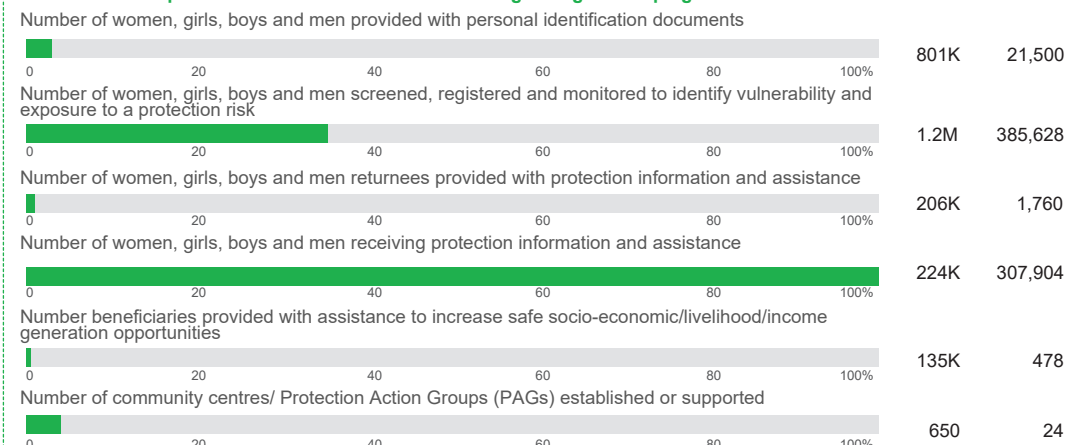 Number of women, girls, boys and men provided with personal identification documents
801K 21,500
0 20 40 60 80 100%
Number of women, girls, boys and men screened, registered and monitored to identify vulnerability and
exposure to a protection risk
1.2M 385,628
0 20 40 60 80 100%
Number of women, girls, boys and men returnees provided with protection information and assistance
206K 1,760
0 20 40 60 80 100%
Number of women, girls, boys and men receiving protection information and assistance
224K 307,904
0 20 40 60 80 100%
Number beneficiaries provided with assistance to increase safe socio-economic/livelihood/income
generation opportunities
135K 478
0 20 40 60 80 100%
Number of community centres/ Protection Action Groups (PAGs) established or supported
650 24
0 20 40 60 80 100%